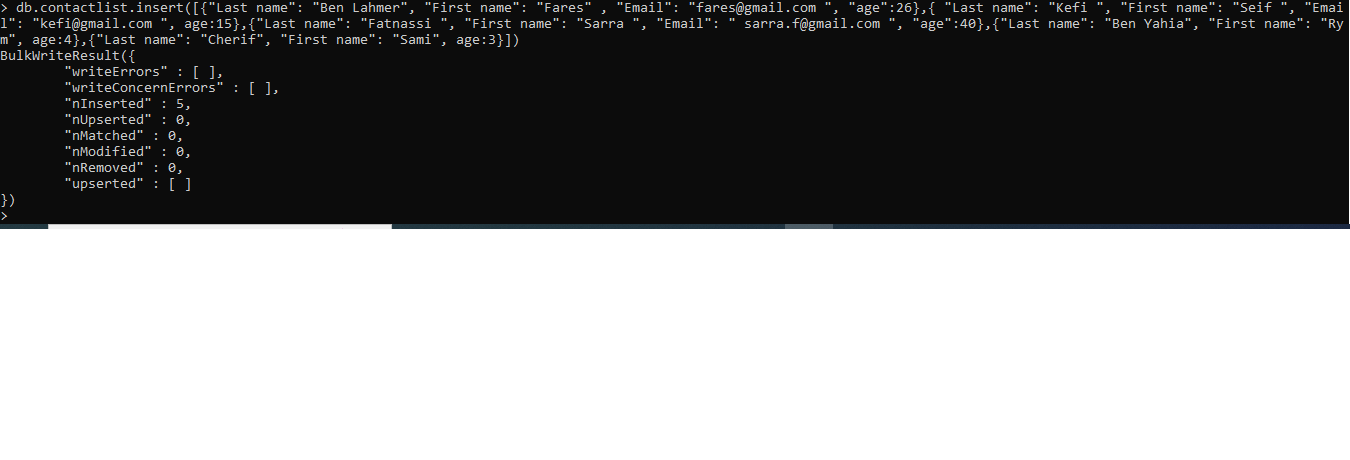 > db.contactlist.insert([{"Last name": "Ben Lahmer", "First name": "Fares" , "Email": "fares@gmail.com ", "age":26},{ "Last name": "Kefi ", "First name": "Seif ", "Emai
l": "kefi@gmail.com ", age:15},{"Last name": "Fatnassi ", "First name": "Sarra ", "Email": " sarra.f@gmail.com ", "age":40},{"Last name": "Ben Yahia", "First name": "Ry
m", age:4},{"Last name": "Cherif", "First name": "Sami", age:3}])
BulkWriteResult({
        "writeErrors" : [ ],
        "writeConcernErrors" : [ ],
        "nInserted" : 5,
        "nUpserted" : 0,
        "nMatched" : 0,
        "nModified" : 0,
        "nRemoved" : 0,
        "upserted" : [ ]
})
>